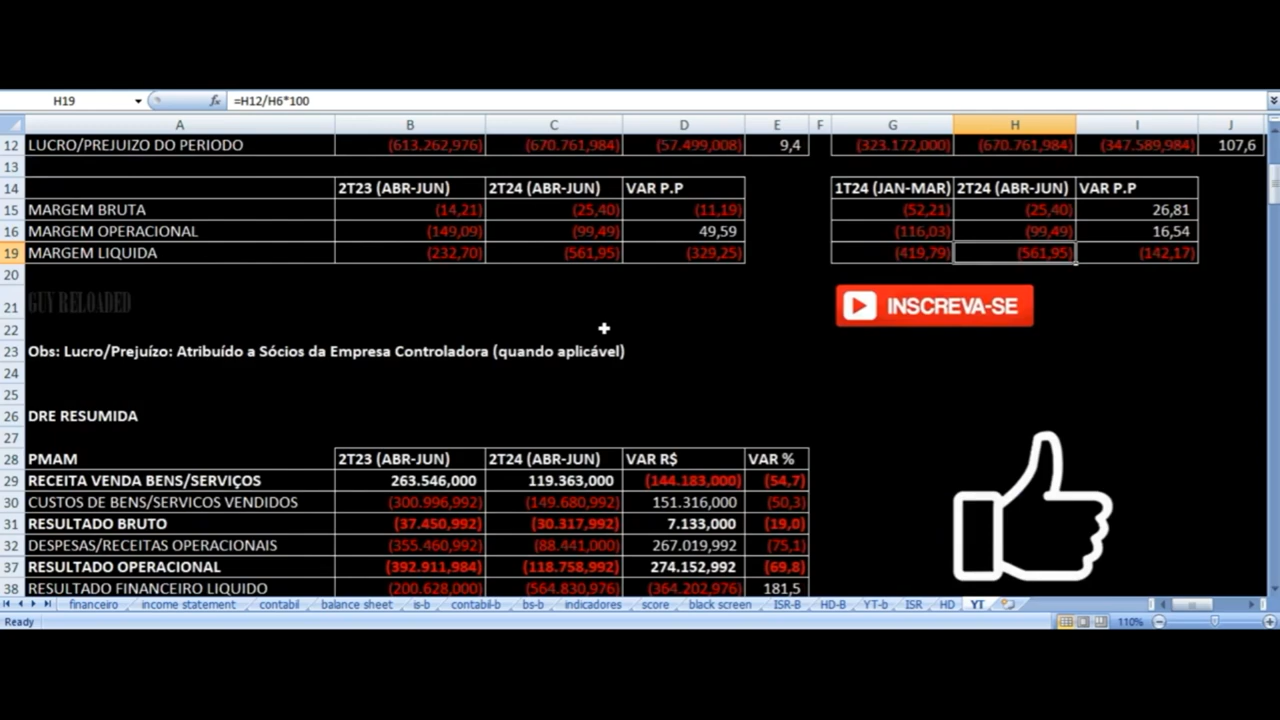 H19 =H12/H6*100
A B C D E F G H I J
12 LUCRO/PREJUIZO DO PERIODO (613.262,976) (670.761,984) (57.499,008) 9,4 (323.172,000) (670.761,984) (347.589,984) 107,6
13
14 2T23 (ABR-JUN) 2T24 (ABR-JUN) VAR P.P 1T24 (JAN-MAR) 2T24 (ABR-JUN) VAR P.P
15 MARGEM BRUTA (14,21) (25,40) (11,19) (52,21) (25,40) 26,81
16 MARGEM OPERACIONAL (149,09) (99,49) 49,59 (116,03) (99,49) 16,54
19 MARGEM LIQUIDA (232,70) (561,95) (329,25) (419,79) (561,95) (142,17)
20
21 GUY RELOADED INSCREVA-SE
22
23 Obs: Lucro/Prejuízo: Atribuído a Sócios da Empresa Controladora (quando aplicável)
24
25
26 DRE RESUMIDA
27
28 PMAM 2T23 (ABR-JUN) 2T24 (ABR-JUN) VAR R$ VAR %
29 RECEITA VENDA BENS/SERVIÇOS 263.546,000 119.363,000 (144.183,000) (54,7)
30 CUSTOS DE BENS/SERVICOS VENDIDOS (300.996,992) (149.680,992) 151.316,000 (50,3)
31 RESULTADO BRUTO (37.450,992) (30.317,992) 7.133,000 (19,0)
32 DESPESAS/RECEITAS OPERACIONAIS (355.460,992) (88.441,000) 267.019,992 (75,1)
37 RESULTADO OPERACIONAL (392.911,984) (118.758,992) 274.152,992 (69,8)
38 RESULTADO FINANCEIRO LIQUIDO (200.628,000) (564.830,976) (364.202,976) 181,5
financeiro income statement contabil balance sheet is-b contabil-b bs-b indicadores score black screen ISR-B HD-B YT-b ISR HD YT
Ready 110%